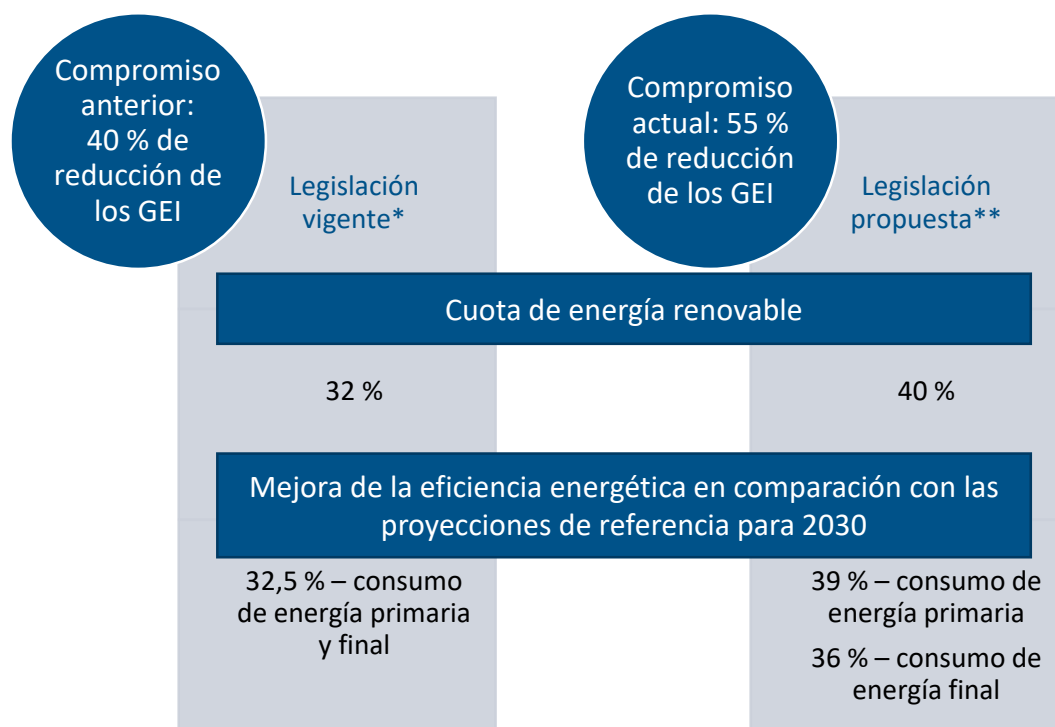 Compromiso
anterior:
40 % de
reducción de
los GEI
Legislación
vigente*
Compromiso
actual: 55 %
de reducción
de los GEI
Legislación
propuesta**
Cuota de energía renovable
32 %
40 %
Mejora de la eficiencia energética en comparación con las
proyecciones de referencia para 2030
32,5 % – consumo
de energía primaria
y final
39 % – consumo de
energía primaria
36 % – consumo de
energía final